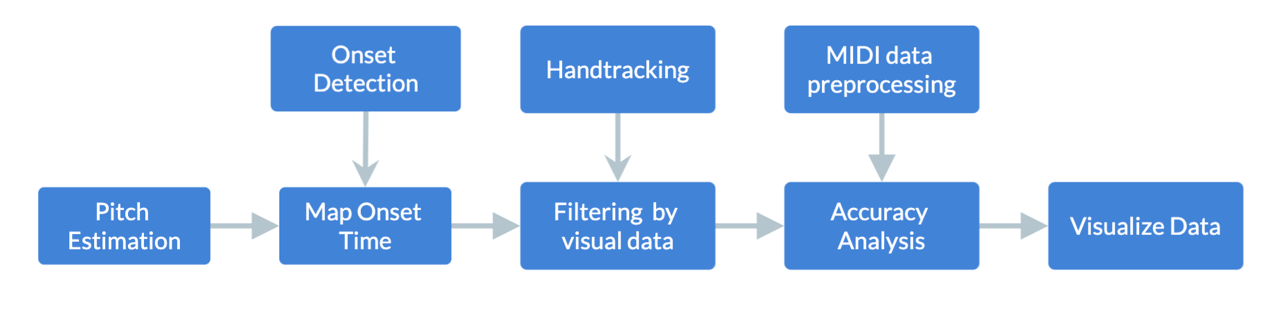 Onset
Detection
Handtracking
MIDI data
preprocessing
Pitch
Estimation
Map Onset
Time
Filtering by
visual data
Accuracy
Analysis
Visualize Data